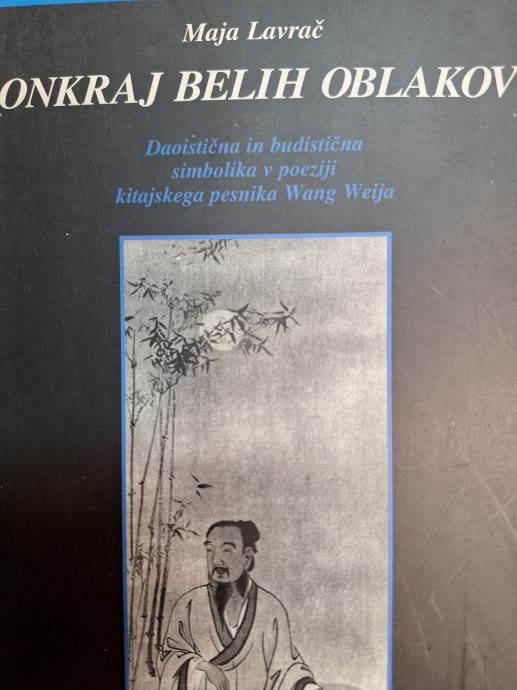 Maja Lavrač
ONKRAJ BELIH OBLAKOV
Daoistična in budistična
simbolika v poeziji
kitajskega pesnika Wang Weija